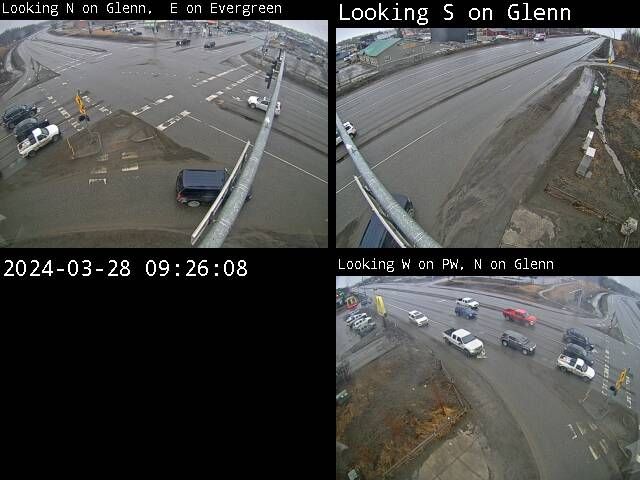 Looking N on Glenn,  E on Evergreen
Looking S on Glenn
2024-03-28 09:26:08
Looking W on PW, N on Glenn